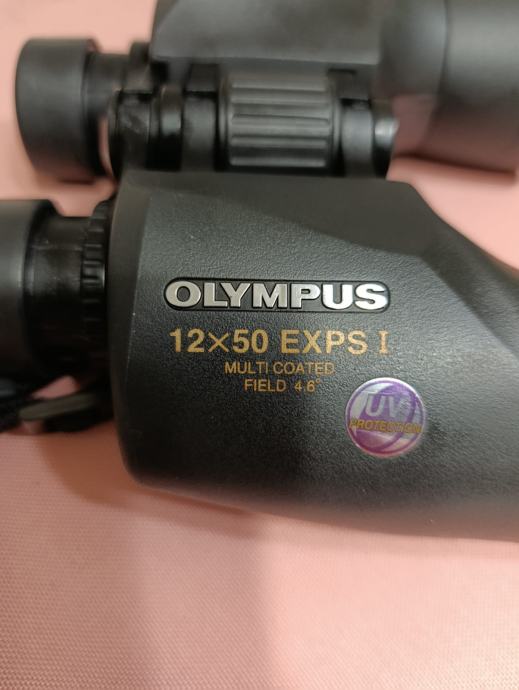 OLYMPUS
12×50 EXPS I
MULTI COATED
FIELD 4.6°
UV
PROTECTION